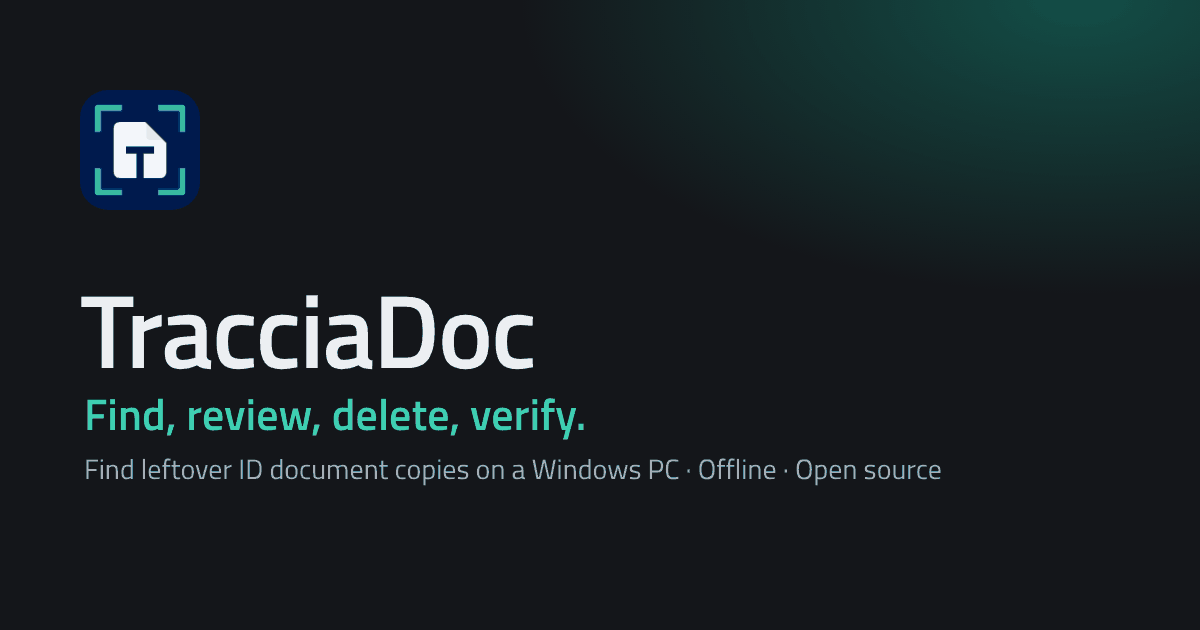 T
TracciaDoc
Find, review, delete, verify.
Find leftover ID document copies on a Windows PC · Offline · Open source